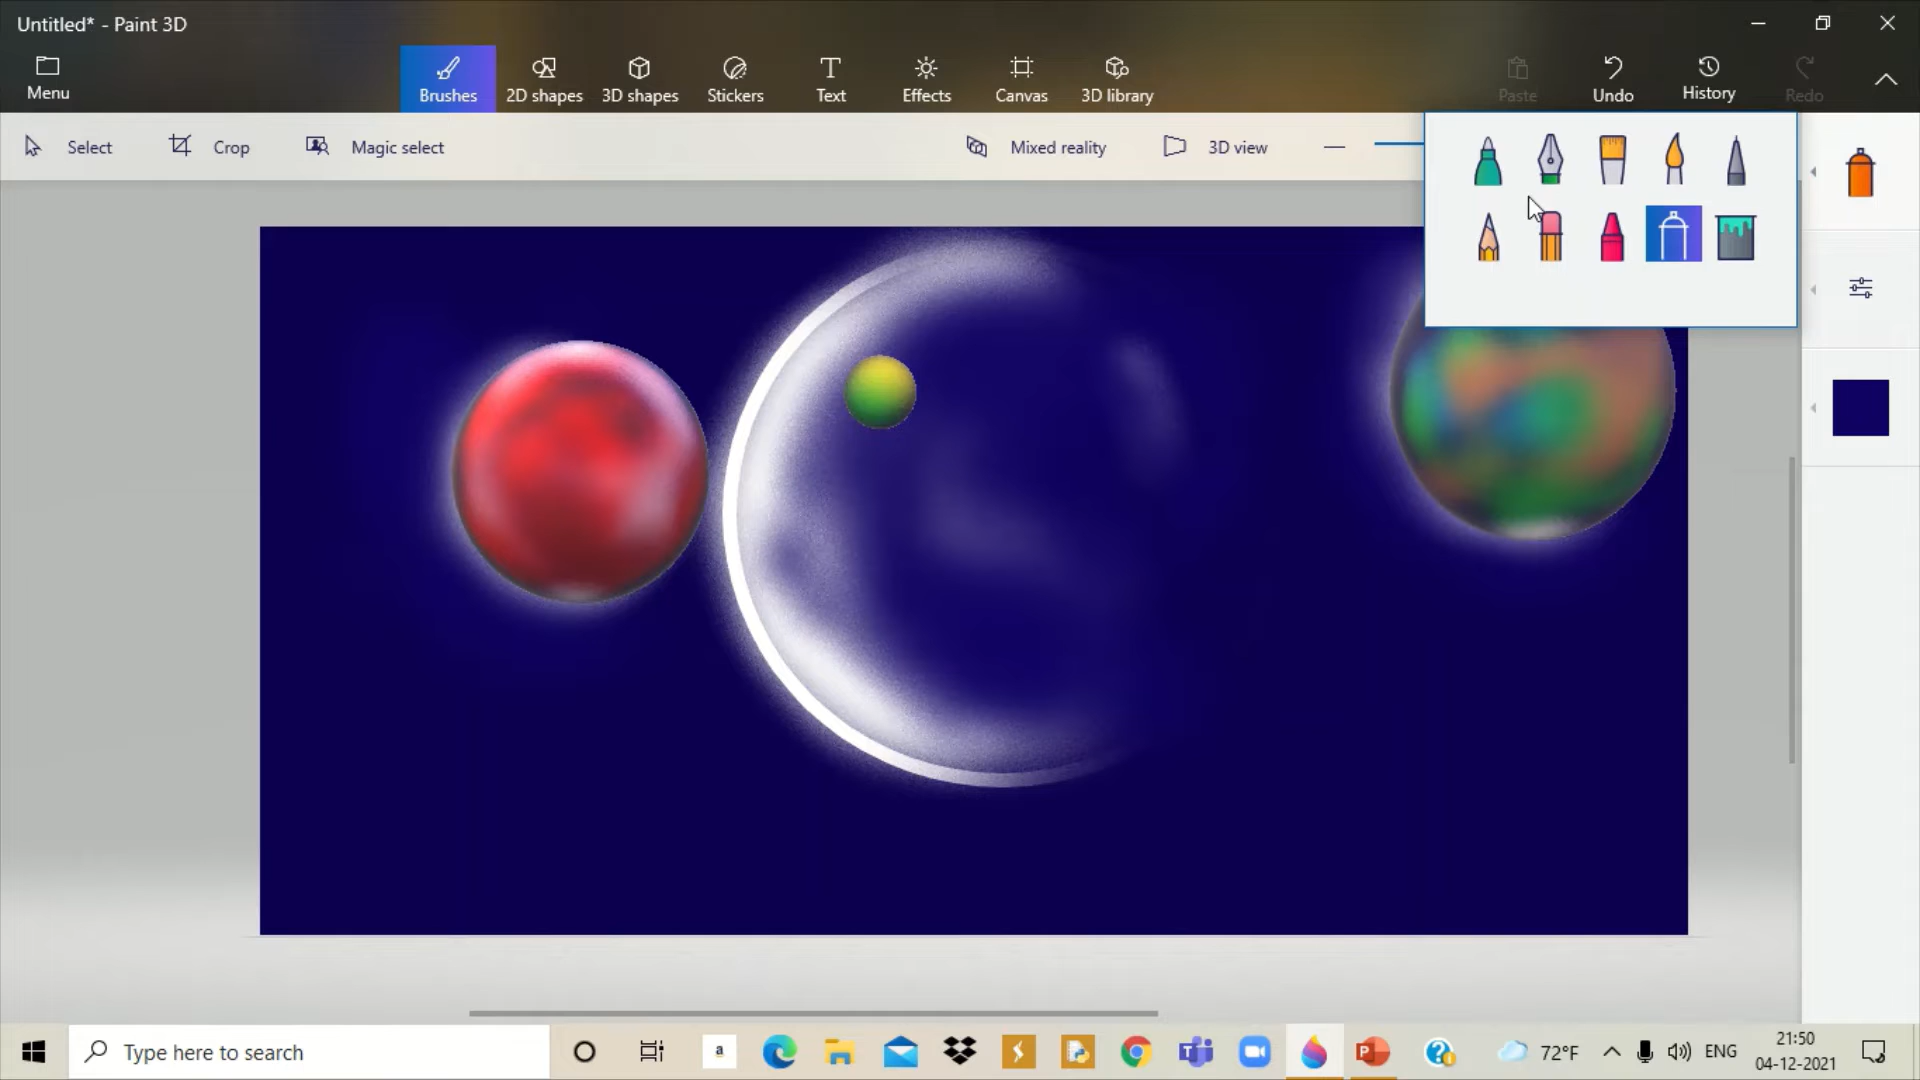 Untitled* - Paint 3D
Menu
Brushes
2D shapes
3D shapes
Stickers
Text
Effects
Canvas
3D library
Paste
Undo
History
Redo
Select
Crop
Magic select
Mixed reality
3D view
Type here to search
a
P
72°F
ENG
21:50
04-12-2021